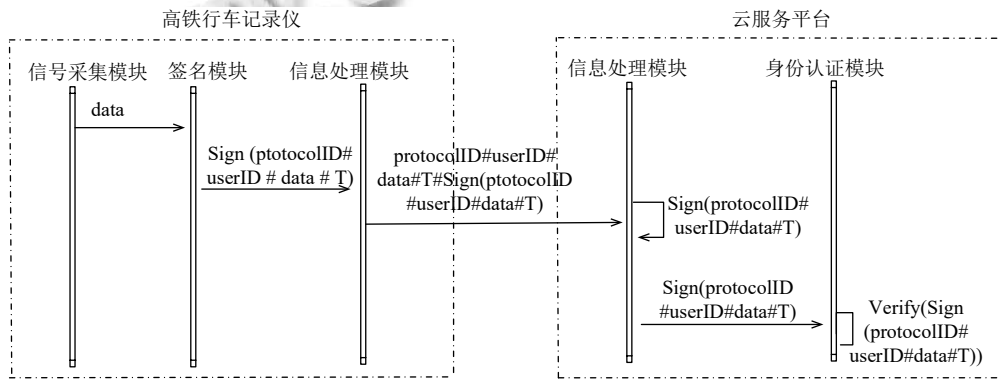 高铁行车记录仪
云服务平台
信号采集模块
签名模块
信息处理模块
信息处理模块
身份认证模块
data
Sign (ptotocolID#
userID # data # T)
protocolID#userID#
data#T#Sign(ptotocolID
#userID#data#T)
Sign(protocolID#
userID#data#T)
Sign(protocolID
#userID#data#T)
Verify(Sign
(protocolID#
userID#data#T))